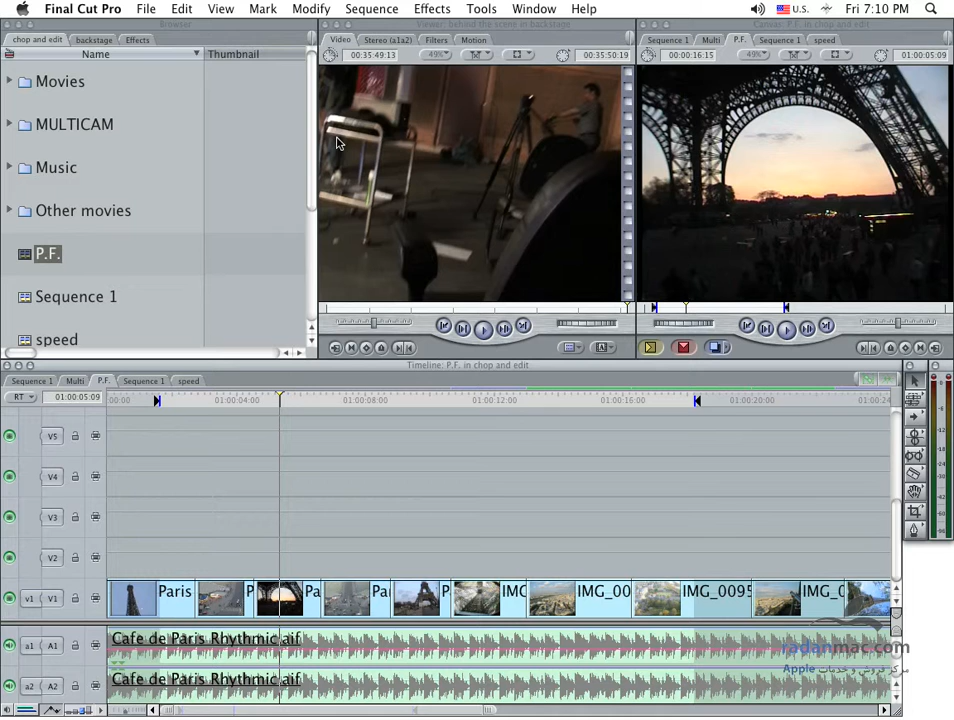 Final Cut Pro File Edit View Mark Modify Sequence Effects Tools Window Help U.S. Fri 7:10 PM
Browser
Viewer: behind the scene in backstage
Canvas: P.F. in chop and edit
chop and edit backstage Effects
Video Stereo (a1a2) Filters Motion
Sequence 1 Multi P.F. Sequence 1 speed
Name Thumbnail
00:35:49:13 49% 00:35:50:19
00:00:16:15 49% 01:00:05:09
Movies
MULTICAM
Music
Other movies
P.F.
Sequence 1
speed
Timeline: P.F. in chop and edit
Sequence 1 Multi P.F. Sequence 1 speed
RT 01:00:05:09 00:00 01:00:04:00 01:00:08:00 01:00:12:00 01:00:16:00 01:00:20:00 01:00:24
V5
V4
V3
V2
v1 V1 Paris P Pa Pa P IMC IMG_00 IMG_0095 IMG_0
a1 A1 Cafe de Paris Rhythmic.aif
radanmac.com
مرکز فروش و خدمات Apple
a2 A2 Cafe de Paris Rhythmic.aif